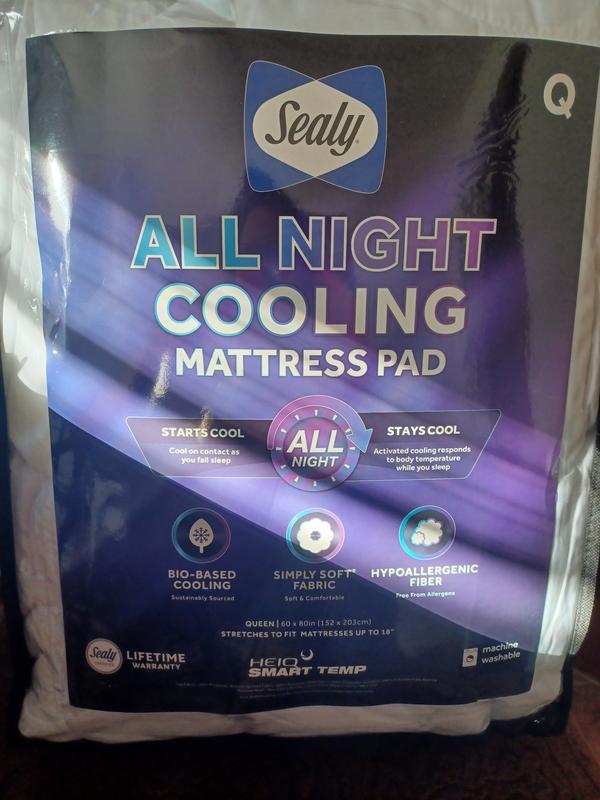 Sealy
Q
ALL NIGHT
COOLING
MATTRESS PAD
STARTS COOL
Cool on contact as
you fall sleep
ALL
NIGHT
STAYS COOL
Activated cooling responds
to body temperature
while you sleep
BIO-BASED
COOLING
Sustainably Sourced
SIMPLY SOFT®
FABRIC
Soft & Comfortable
HYPOALLERGENIC
FIBER
Free From Allergens
QUEEN | 60 x 80in (152 x 203cm)
STRETCHES TO FIT MATTRESSES UP TO 18"
Sealy
LIFETIME
WARRANTY
HEIQ
SMART TEMP
machine
washable